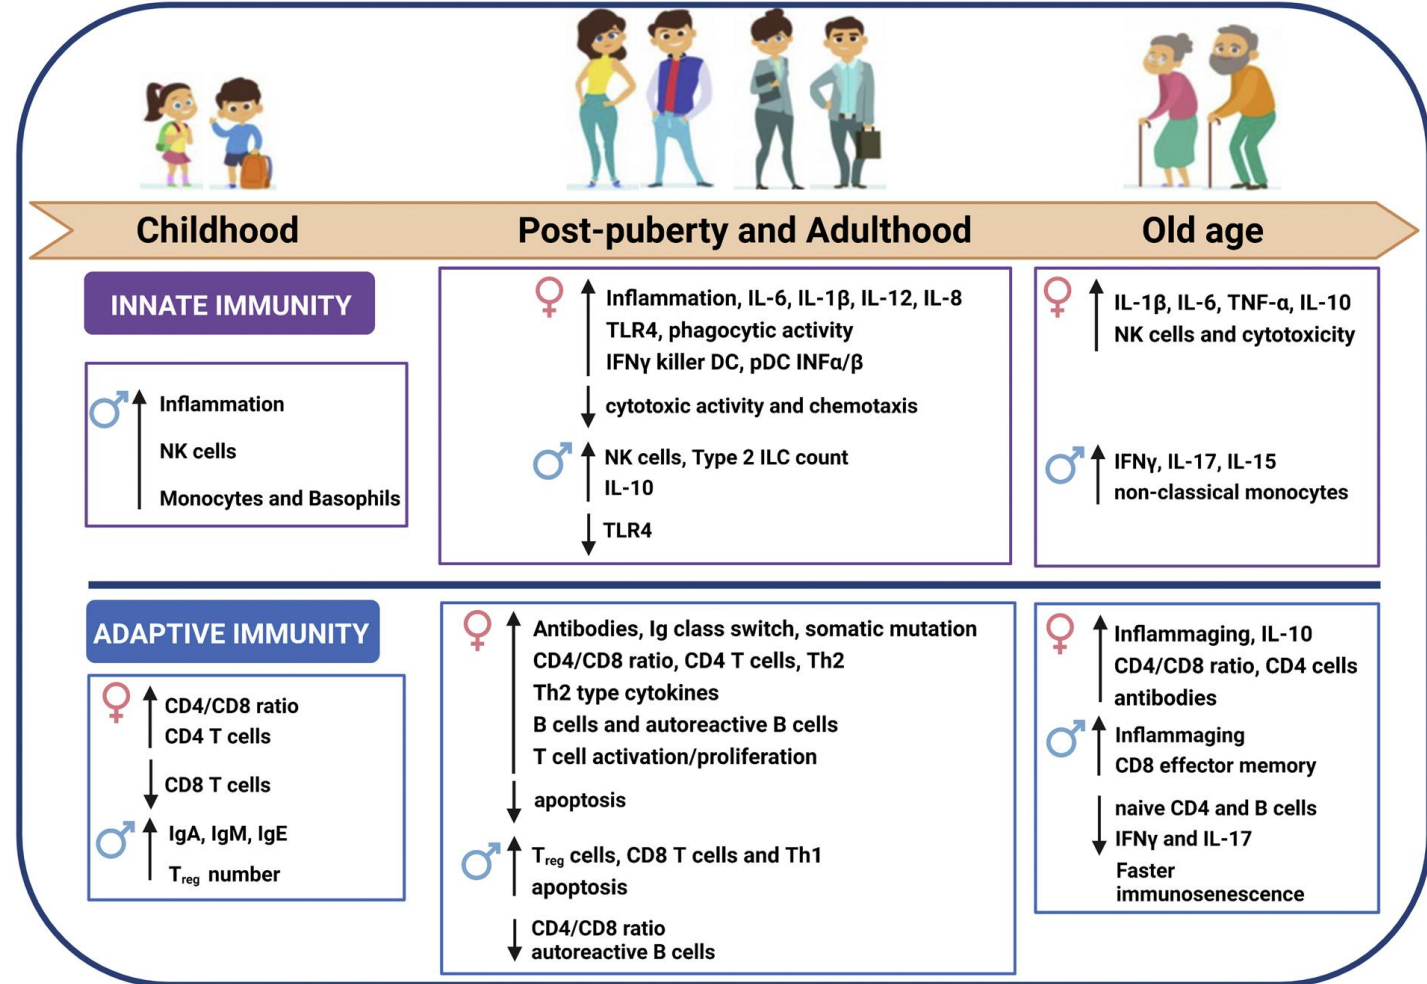 Childhood
Post-puberty and Adulthood
Old age
INNATE IMMUNITY
Inflammation
NK cells
Monocytes and Basophils
Inflammation, IL-6, IL-1β, IL-12, IL-8
TLR4, phagocytic activity
IFNγ killer DC, pDC INFα/β
cytotoxic activity and chemotaxis
NK cells, Type 2 ILC count
IL-10
TLR4
IL-1β, IL-6, TNF-α, IL-10
NK cells and cytotoxicity
IFNγ, IL-17, IL-15
non-classical monocytes
ADAPTIVE IMMUNITY
CD4/CD8 ratio
CD4 T cells
CD8 T cells
IgA, IgM, IgE
Treg number
Antibodies, Ig class switch, somatic mutation
CD4/CD8 ratio, CD4 T cells, Th2
Th2 type cytokines
B cells and autoreactive B cells
T cell activation/proliferation
apoptosis
Treg cells, CD8 T cells and Th1
apoptosis
CD4/CD8 ratio
autoreactive B cells
Inflammaging, IL-10
CD4/CD8 ratio, CD4 cells
antibodies
Inflammaging
CD8 effector memory
naive CD4 and B cells
IFNγ and IL-17
Faster
immunosenescence